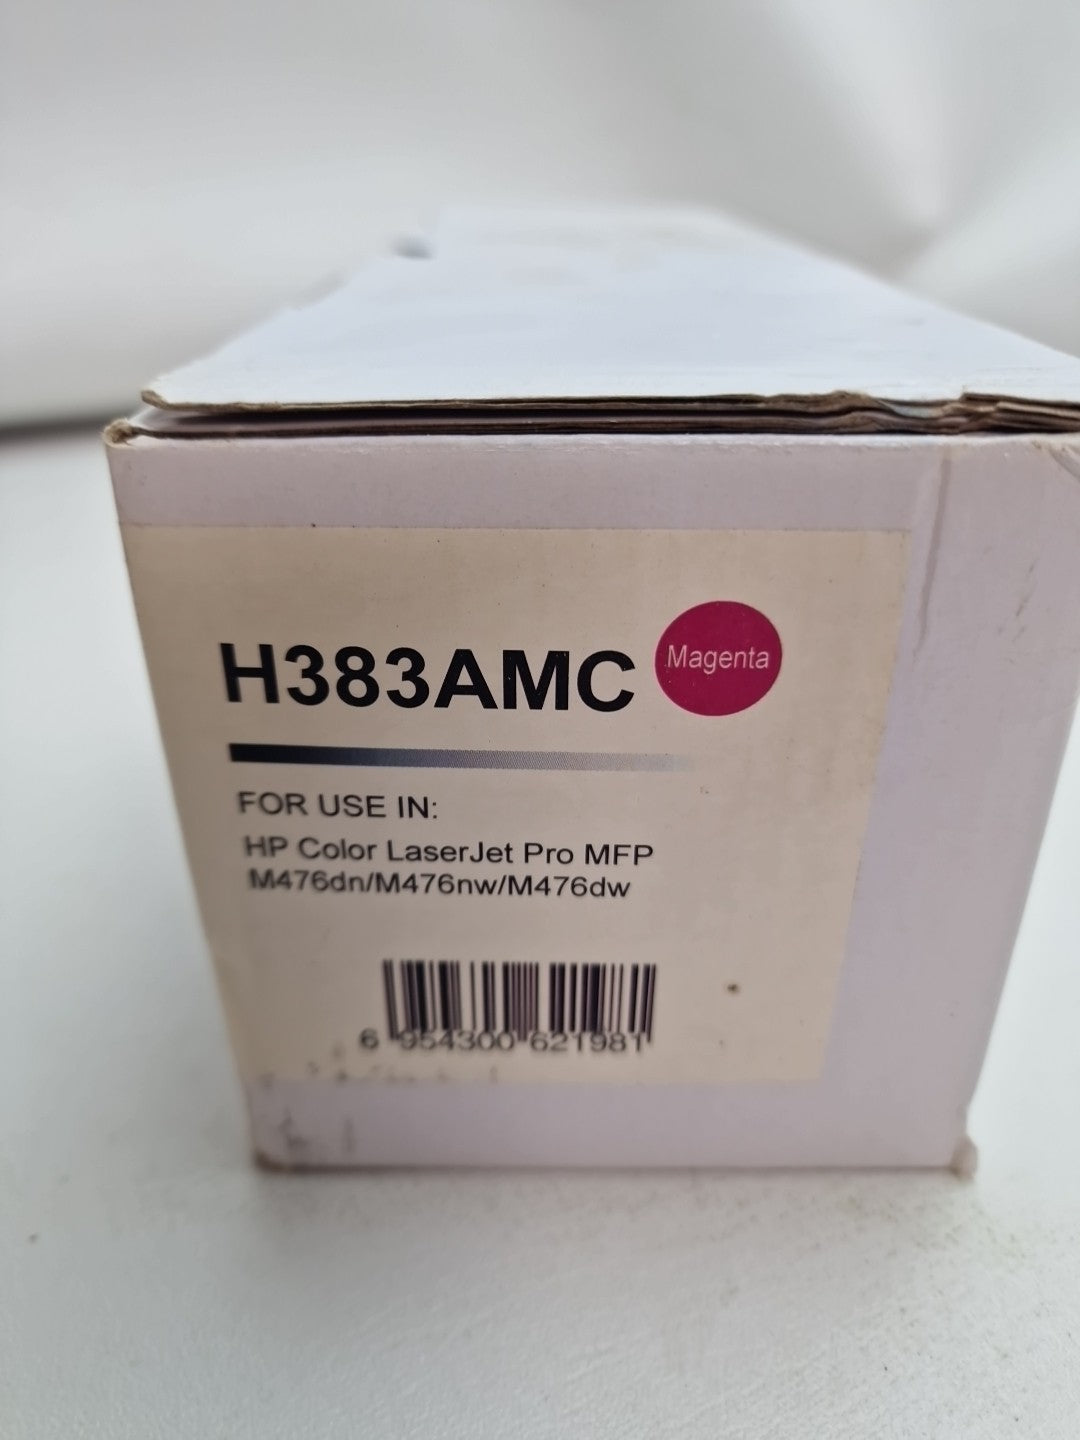 H383AMC
Magenta
FOR USE IN:
HP Color LaserJet Pro MFP
M476dn/M476nw/M476dw
6 954300 621981